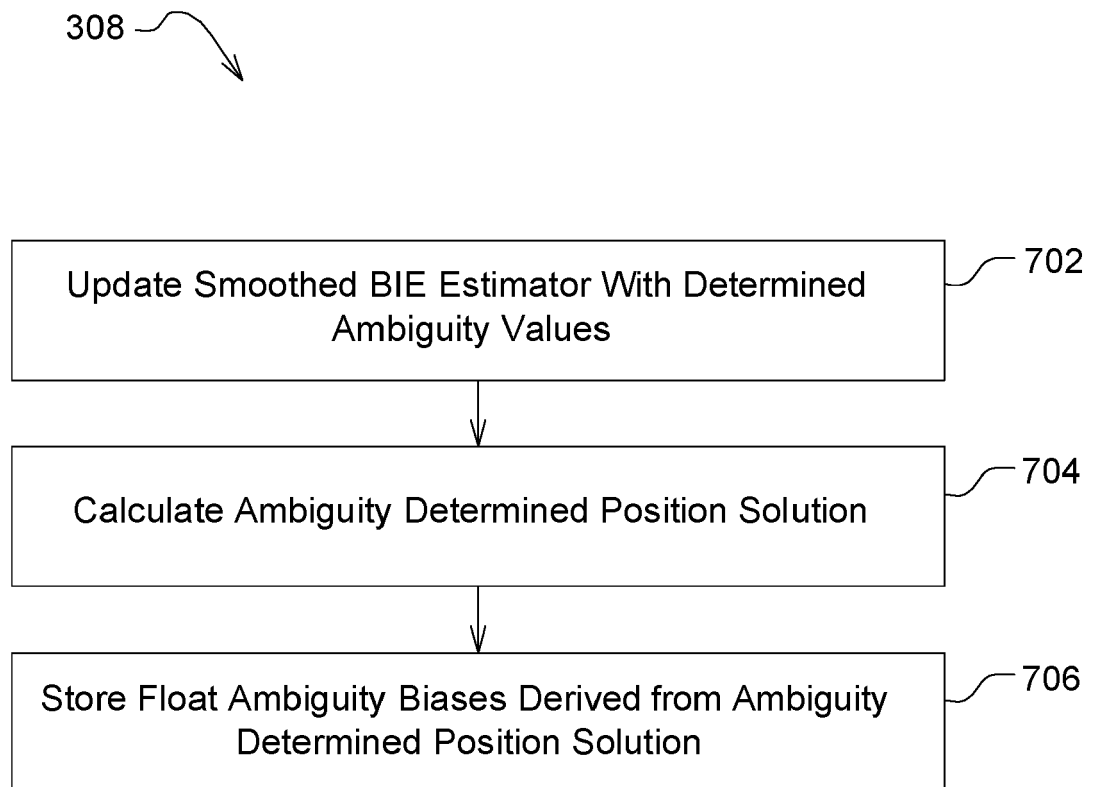 308
Update Smoothed BIE Estimator With Determined
Ambiguity Values
702
Calculate Ambiguity Determined Position Solution
704
Store Float Ambiguity Biases Derived from Ambiguity
Determined Position Solution
706